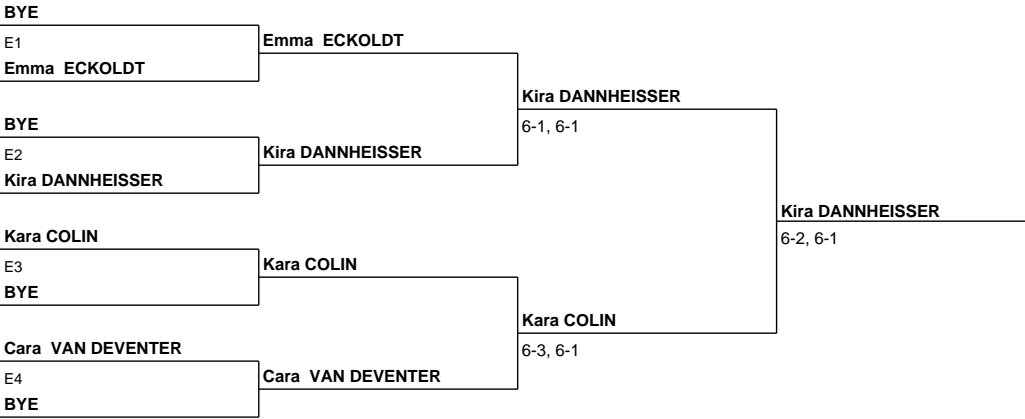 BYE
E1
Emma ECKOLDT
Emma ECKOLDT
BYE
E2
Kira DANNHEISSER
Kira DANNHEISSER
Kira DANNHEISSER
6-1, 6-1
Kara COLIN
E3
BYE
Kara COLIN
Cara VAN DEVENTER
E4
BYE
Cara VAN DEVENTER
Kara COLIN
6-3, 6-1
Kira DANNHEISSER
6-2, 6-1